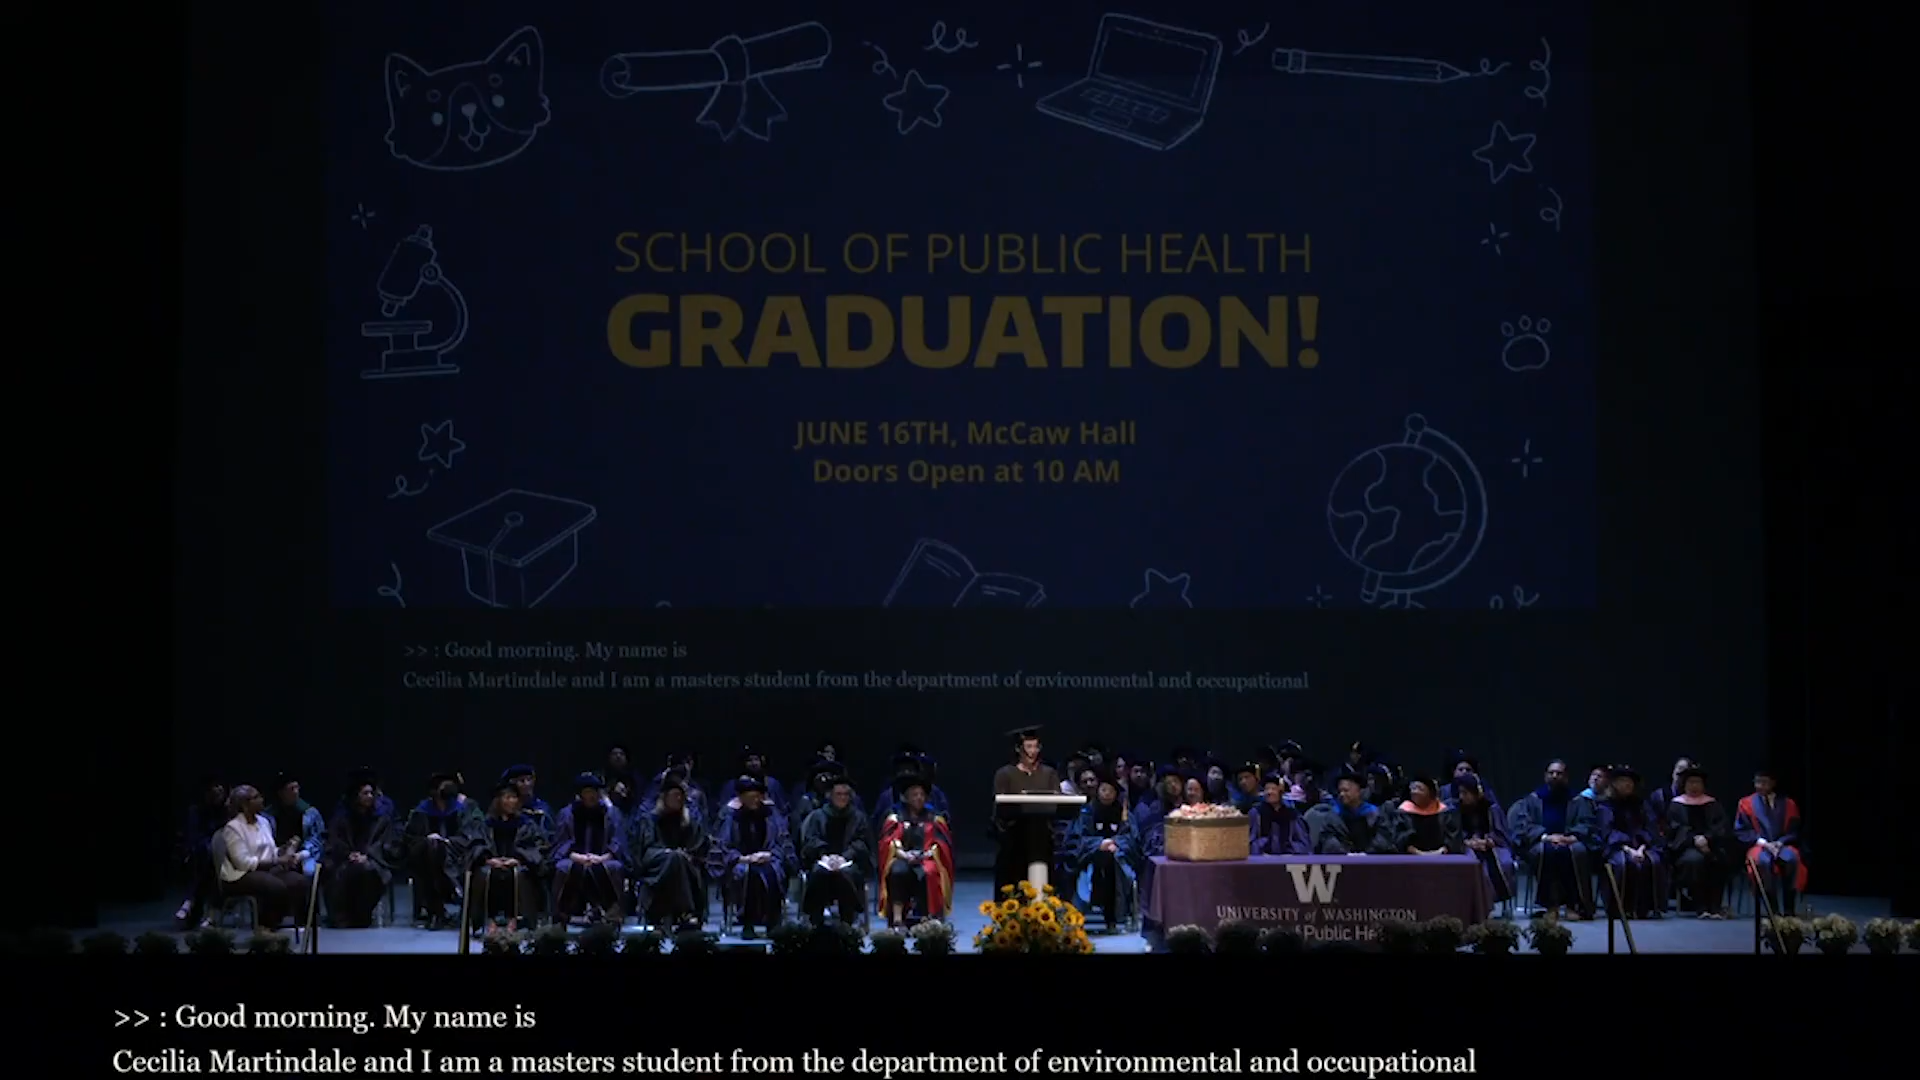 SCHOOL OF PUBLIC HEALTH
GRADUATION!
JUNE 16TH, McCaw Hall
Doors Open at 10 AM
>> : Good morning. My name is
Cecilia Martindale and I am a masters student from the department of environmental and occupational
W
UNIVERSITY of WASHINGTON
of Public
>> : Good morning. My name is
Cecilia Martindale and I am a masters student from the department of environmental and occupational